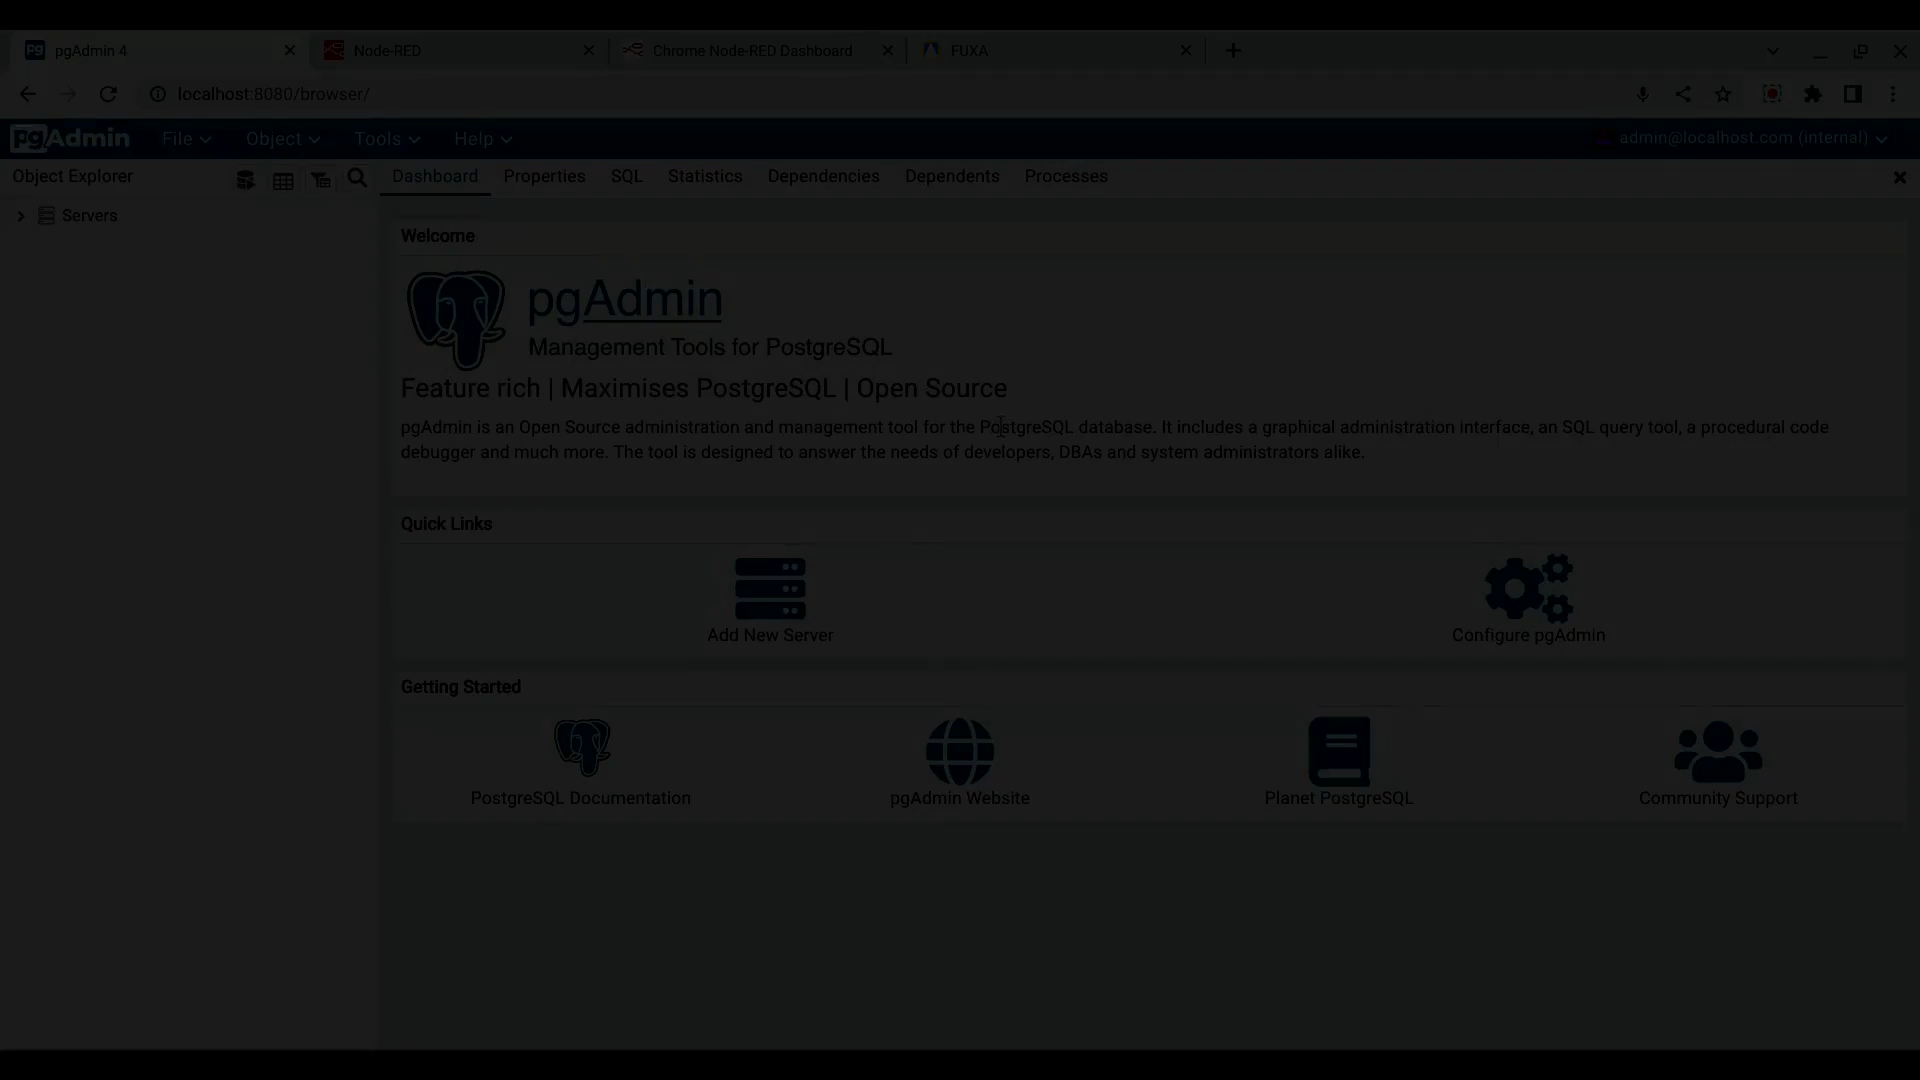 pgAdmin 4
Node-RED
Chrome Node-RED Dashboard
FUXA
localhost:8080/browser/
pgAdmin
File
Object
Tools
Help
admin@localhost.com (internal)
Object Explorer
Dashboard
Properties
SQL
Statistics
Dependencies
Dependents
Processes
Servers
Welcome
pgAdmin
Management Tools for PostgreSQL
Feature rich | Maximises PostgreSQL | Open Source
pgAdmin is an Open Source administration and management tool for the PostgreSQL database. It includes a graphical administration interface, an SQL query tool, a procedural code
debugger and much more. The tool is designed to answer the needs of developers, DBAs and system administrators alike.
Quick Links
Add New Server
Configure pgAdmin
Getting Started
PostgreSQL Documentation
pgAdmin Website
Planet PostgreSQL
Community Support